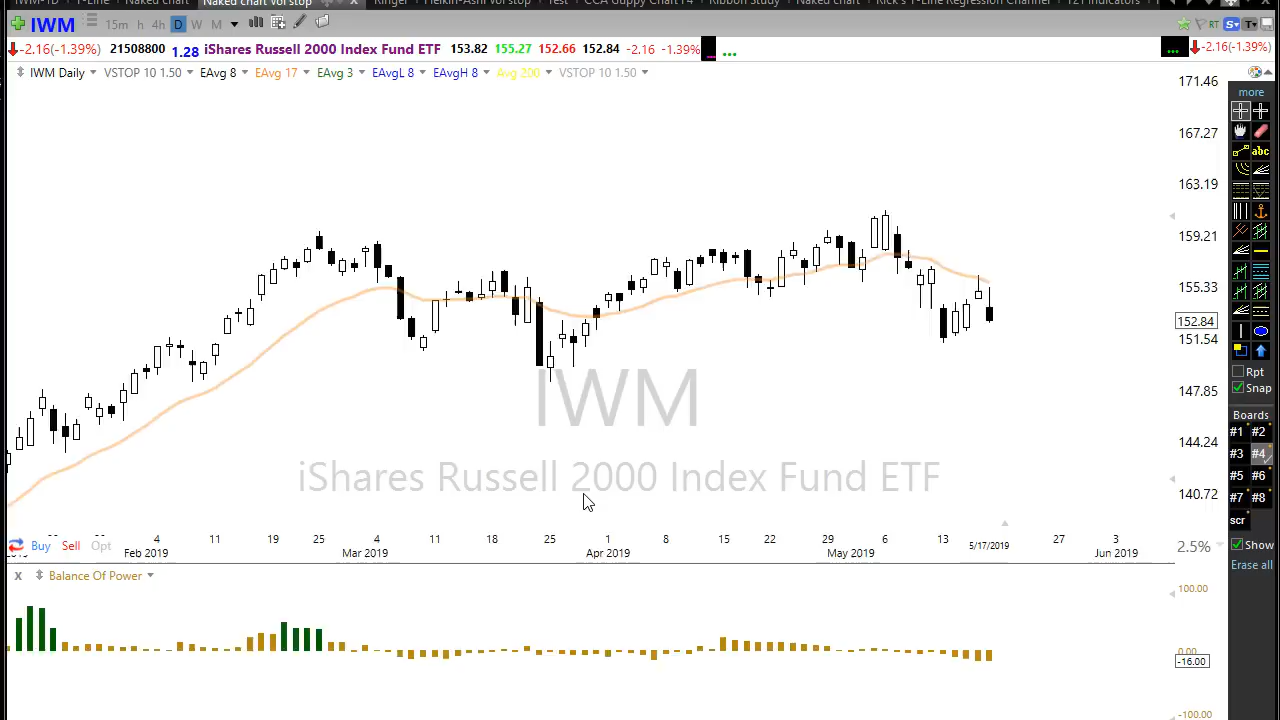 Naked chart Vol stop
Heikin-Ashi Vol stop
Test
CCA Guppy Chart T4
Ribbon Study
Naked chart
Rick's T-Line Regression Channel
T2T Indicators
IWM 15m h 4h D W M RT S T
-2.16(-1.39%) 21508800 1.28 iShares Russell 2000 Index Fund ETF 153.82 155.27 152.66 152.84 -2.16 -1.39% ... ... -2.16(-1.39%)
IWM Daily VSTOP 10 1.50 EAvg 8 EAvg 17 EAvg 3 EAvgL 8 EAvgH 8 Avg 200 VSTOP 10 1.50
171.46
167.27
163.19
159.21
155.33
152.84
151.54
147.85
144.24
140.72
IWM
iShares Russell 2000 Index Fund ETF
4 11 19 25 4 11 18 25 1 8 15 22 29 6 13 5/17/2019 27 3
Feb 2019 Mar 2019 Apr 2019 May 2019 Jun 2019
Buy Sell Opt
2.5%
X Balance Of Power
100.00
0.00
-16.00
-100.00
more
abc
Rpt
Snap
Boards
#1 #2
#3 #4
#5 #6
#7 #8
scr
Show
Erase all